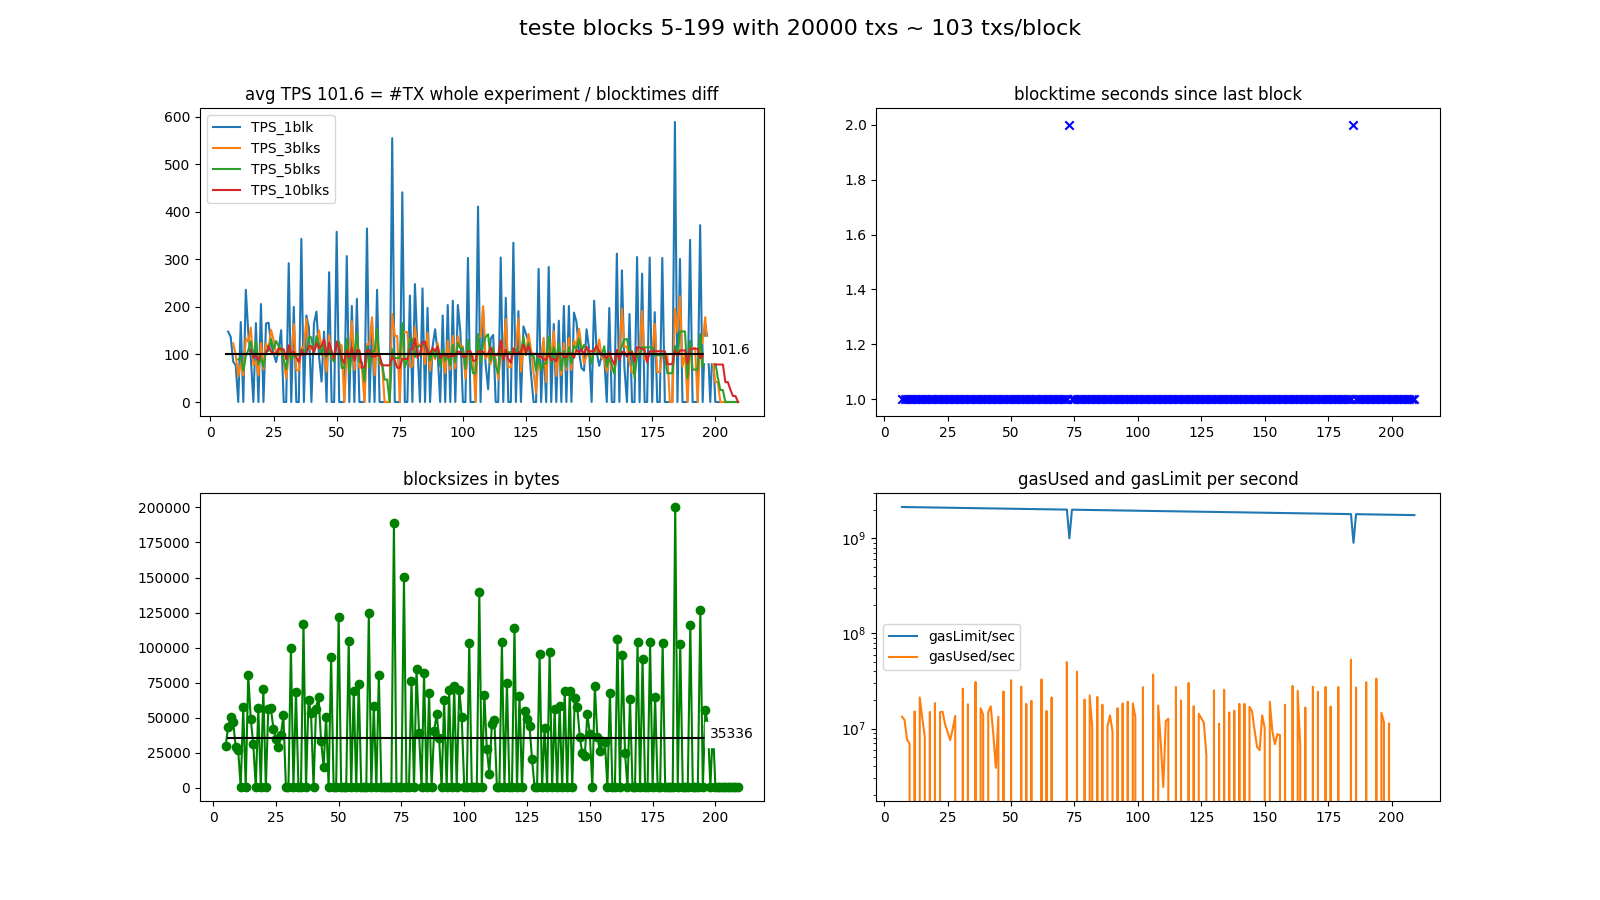 teste blocks 5-199 with 20000 txs ~ 103 txs/block
avg TPS 101.6 = #TX whole experiment / blocktimes diff
600
500
400
300
200
100
0
TPS_1blk
TPS_3blks
TPS_5blks
TPS_10blks
101.6
0 25 50 75 100 125 150 175 200
blocktime seconds since last block
2.0
1.8
1.6
1.4
1.2
1.0
0 25 50 75 100 125 150 175 200
blocksizes in bytes
200000
175000
150000
125000
100000
75000
50000
25000
0
35336
0 25 50 75 100 125 150 175 200
gasUsed and gasLimit per second
10⁹
10⁸
10⁷
gasLimit/sec
gasUsed/sec
0 25 50 75 100 125 150 175 200